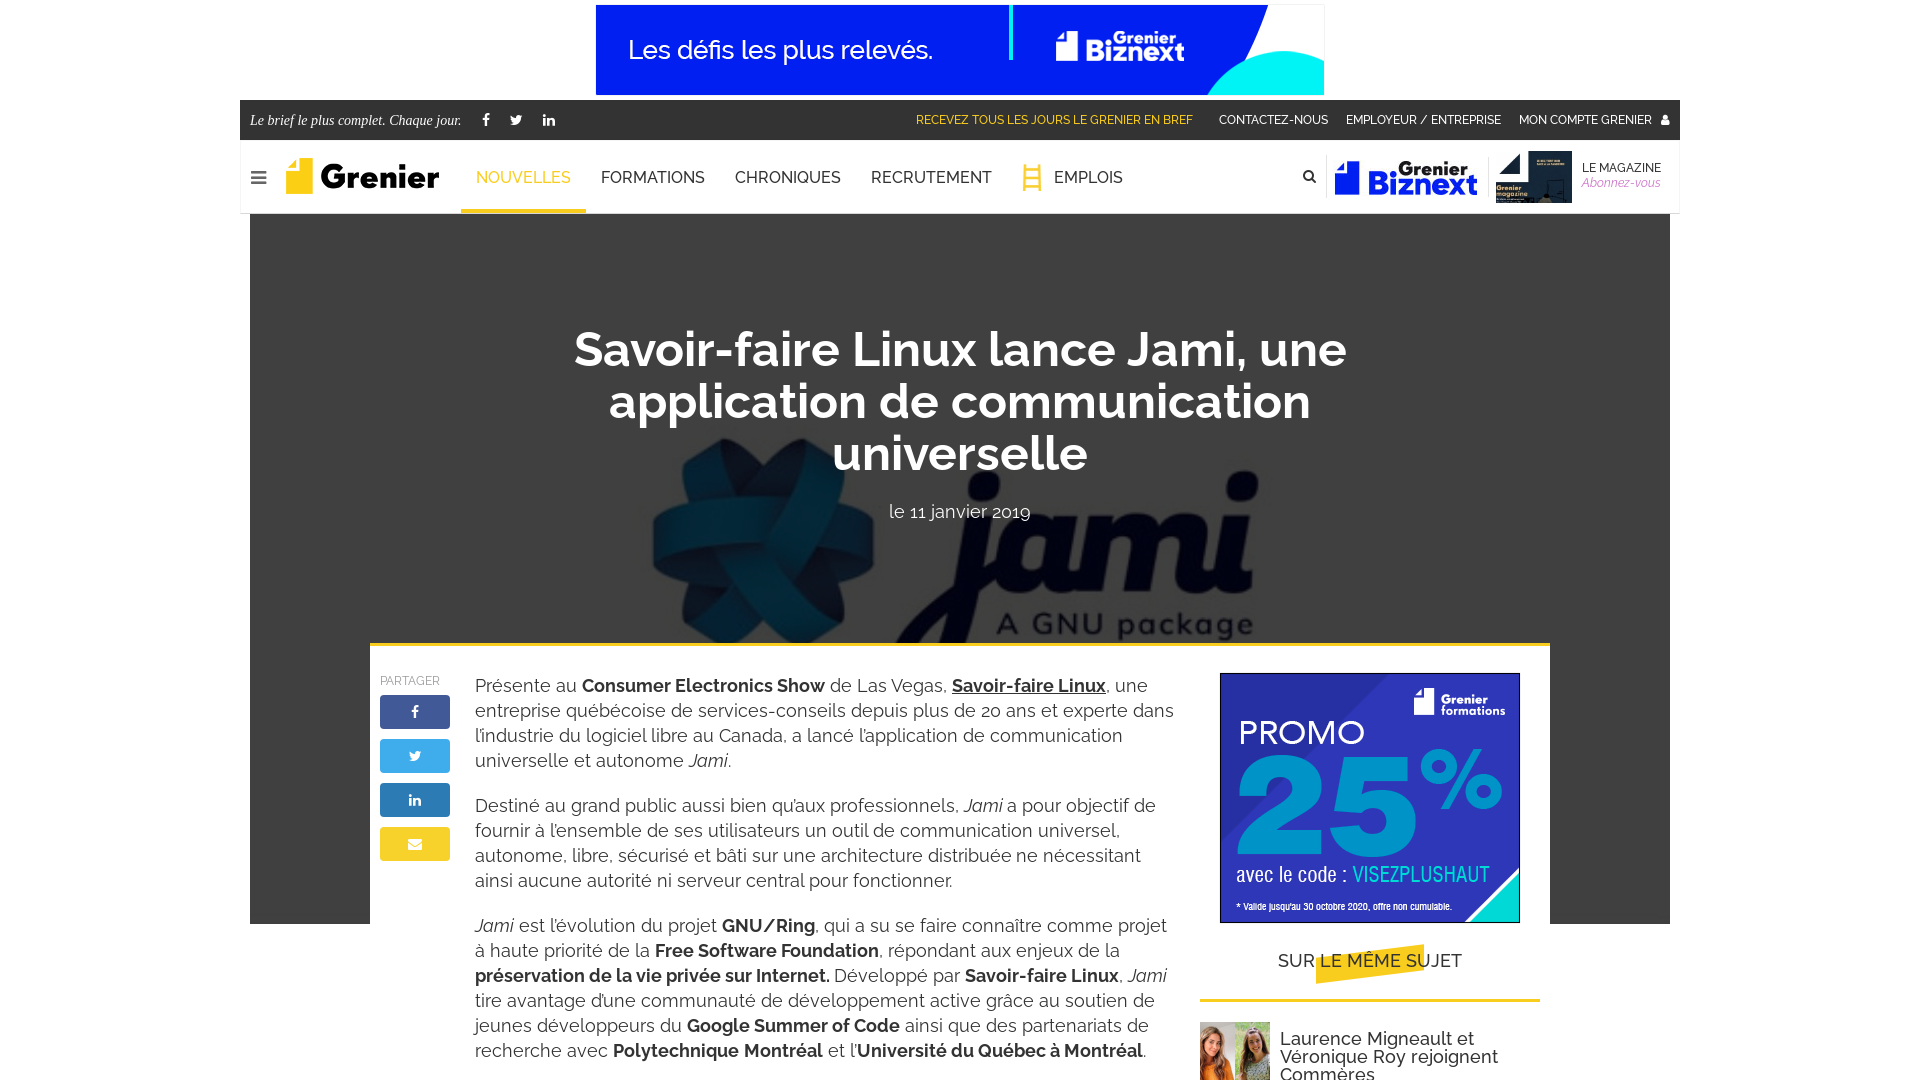 Les défis les plus relevés.
Grenier
Biznext
Le brief le plus complet. Chaque jour.
RECEVEZ TOUS LES JOURS LE GRENIER EN BREF
CONTACTEZ-NOUS
EMPLOYEUR / ENTREPRISE
MON COMPTE GRENIER
Grenier
NOUVELLES
FORMATIONS
CHRONIQUES
RECRUTEMENT
EMPLOIS
Grenier
Biznext
Grenier
magazine
LE MAGAZINE
Abonnez-vous
Savoir-faire Linux lance Jami, une
application de communication
universelle
le 11 janvier 2019
jami
A GNU package
PARTAGER
Présente au Consumer Electronics Show de Las Vegas, Savoir-faire Linux, une
entreprise québécoise de services-conseils depuis plus de 20 ans et experte dans
l’industrie du logiciel libre au Canada, a lancé l’application de communication
universelle et autonome Jami.
Destiné au grand public aussi bien qu’aux professionnels, Jami a pour objectif de
fournir à l’ensemble de ses utilisateurs un outil de communication universel,
autonome, libre, sécurisé et bâti sur une architecture distribuée ne nécessitant
ainsi aucune autorité ni serveur central pour fonctionner.
Jami est l’évolution du projet GNU/Ring, qui a su se faire connaître comme projet
à haute priorité de la Free Software Foundation, répondant aux enjeux de la
préservation de la vie privée sur Internet. Développé par Savoir-faire Linux, Jami
tire avantage d’une communauté de développement active grâce au soutien de
jeunes développeurs du Google Summer of Code ainsi que des partenariats de
recherche avec Polytechnique Montréal et l’Université du Québec à Montréal.
Grenier
formations
PROMO
25%
avec le code : VISEZPLUSHAUT
* Valide jusqu'au 30 octobre 2020, offre non cumulable.
SUR LE MÊME SUJET
Laurence Migneault et
Véronique Roy rejoignent
Commères